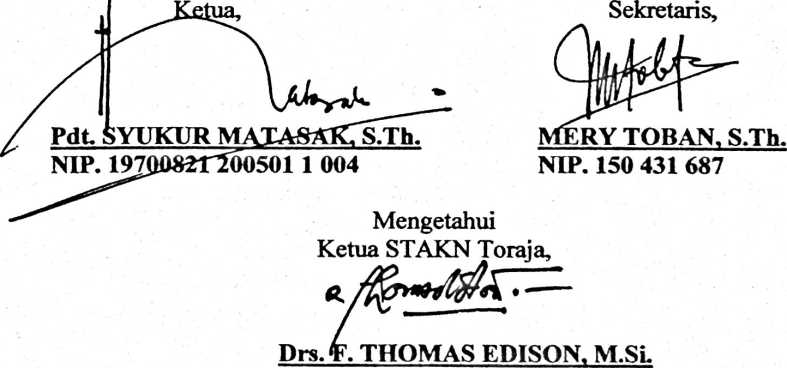 Ketua,
Sekretaris,
Pdt. SYUKUR MATASAK, S.Th.
NIP. 19700821 200501 1 004
MERY TOBAN, S.Th.
NIP. 150 431 687
Mengetahui
Ketua STAKN Toraja,
Drs. F. THOMAS EDISON, M.Si.